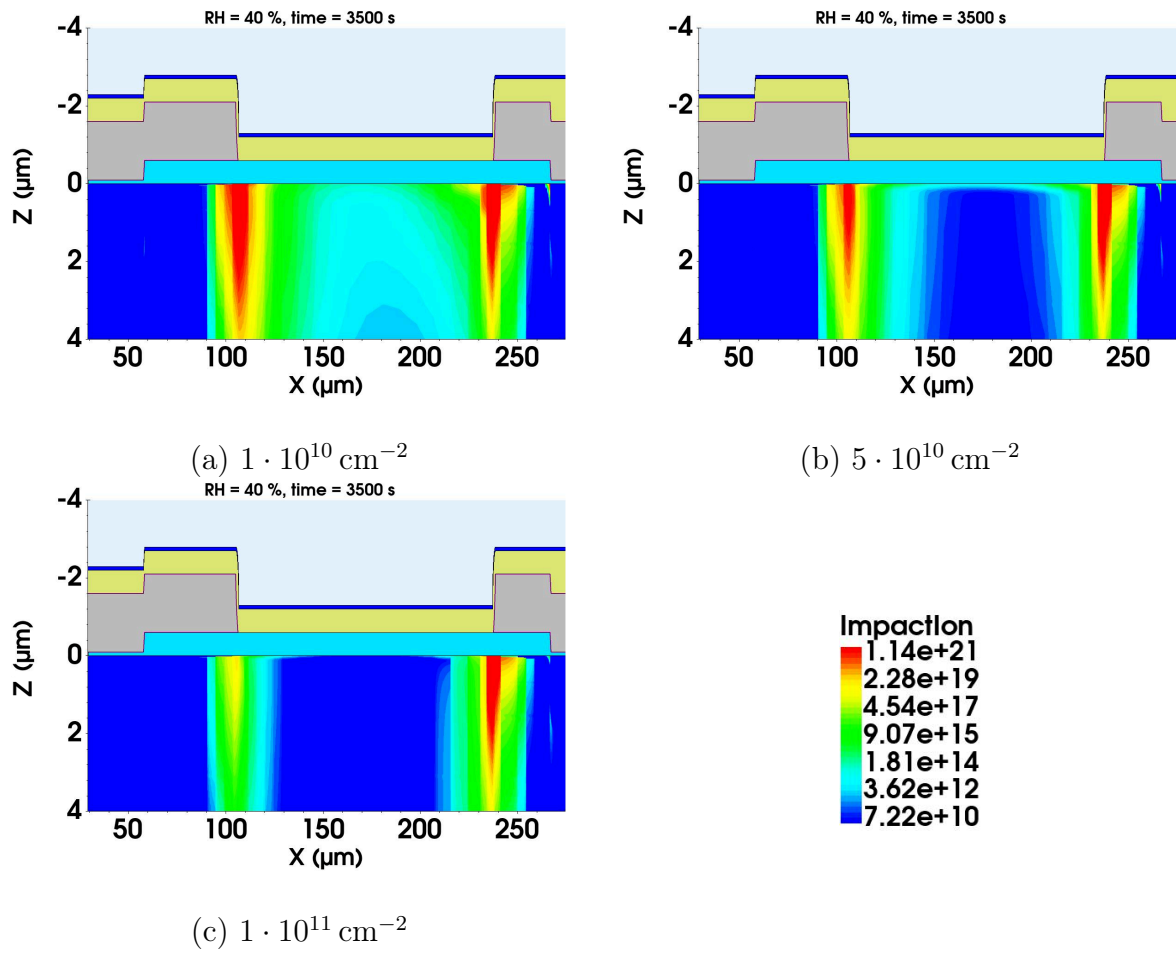 RH = 40 %, time = 3500 s
-4
-2
0
2
4
Z (μm)
50 100 150 200 250
X (μm)
(a) 1 · 10^10 cm^−2
RH = 40 %, time = 3500 s
-4
-2
0
2
4
Z (μm)
50 100 150 200 250
X (μm)
(b) 5 · 10^10 cm^−2
RH = 40 %, time = 3500 s
-4
-2
0
2
4
Z (μm)
50 100 150 200 250
X (μm)
(c) 1 · 10^11 cm^−2
ImpactIon
1.14e+21
2.28e+19
4.54e+17
9.07e+15
1.81e+14
3.62e+12
7.22e+10